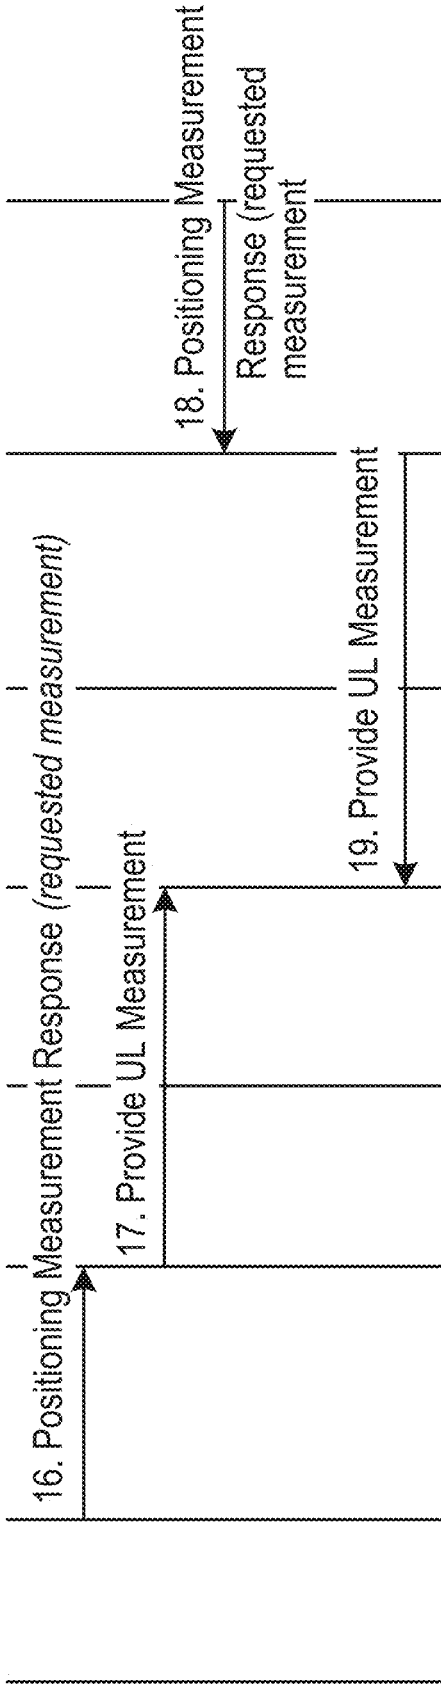 16. Positioning Measurement Response (requested measurement)
17. Provide UL Measurement
18. Positioning Measurement
Response (requested
measurement
19. Provide UL Measurement